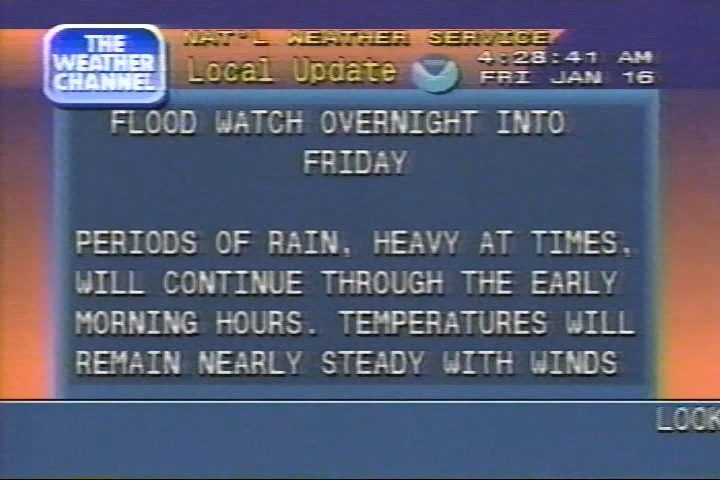 THE
WEATHER
CHANNEL
NAT'L WEATHER SERVICE
Local Update
4:28:41 AM
FRI JAN 16
FLOOD WATCH OVERNIGHT INTO
FRIDAY
PERIODS OF RAIN, HEAVY AT TIMES,
WILL CONTINUE THROUGH THE EARLY
MORNING HOURS. TEMPERATURES WILL
REMAIN NEARLY STEADY WITH WINDS
LOOK